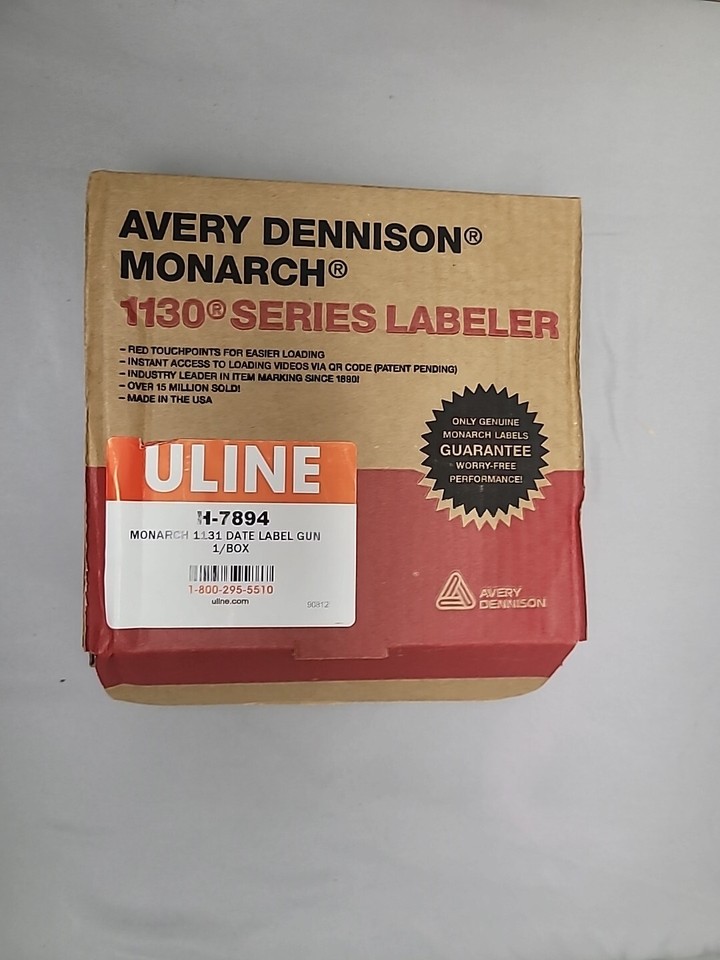 AVERY DENNISON®
MONARCH®
1130® SERIES LABELER
– RED TOUCHPOINTS FOR EASIER LOADING
– INSTANT ACCESS TO LOADING VIDEOS VIA QR CODE (PATENT PENDING)
– INDUSTRY LEADER IN ITEM MARKING SINCE 1890!
– OVER 15 MILLION SOLD!
– MADE IN THE USA
ONLY GENUINE
MONARCH LABELS
GUARANTEE
WORRY-FREE
PERFORMANCE!
ULINE
H-7894
MONARCH 1131 DATE LABEL GUN
1/BOX
1-800-295-5510
uline.com
90812
AVERY
DENNISON